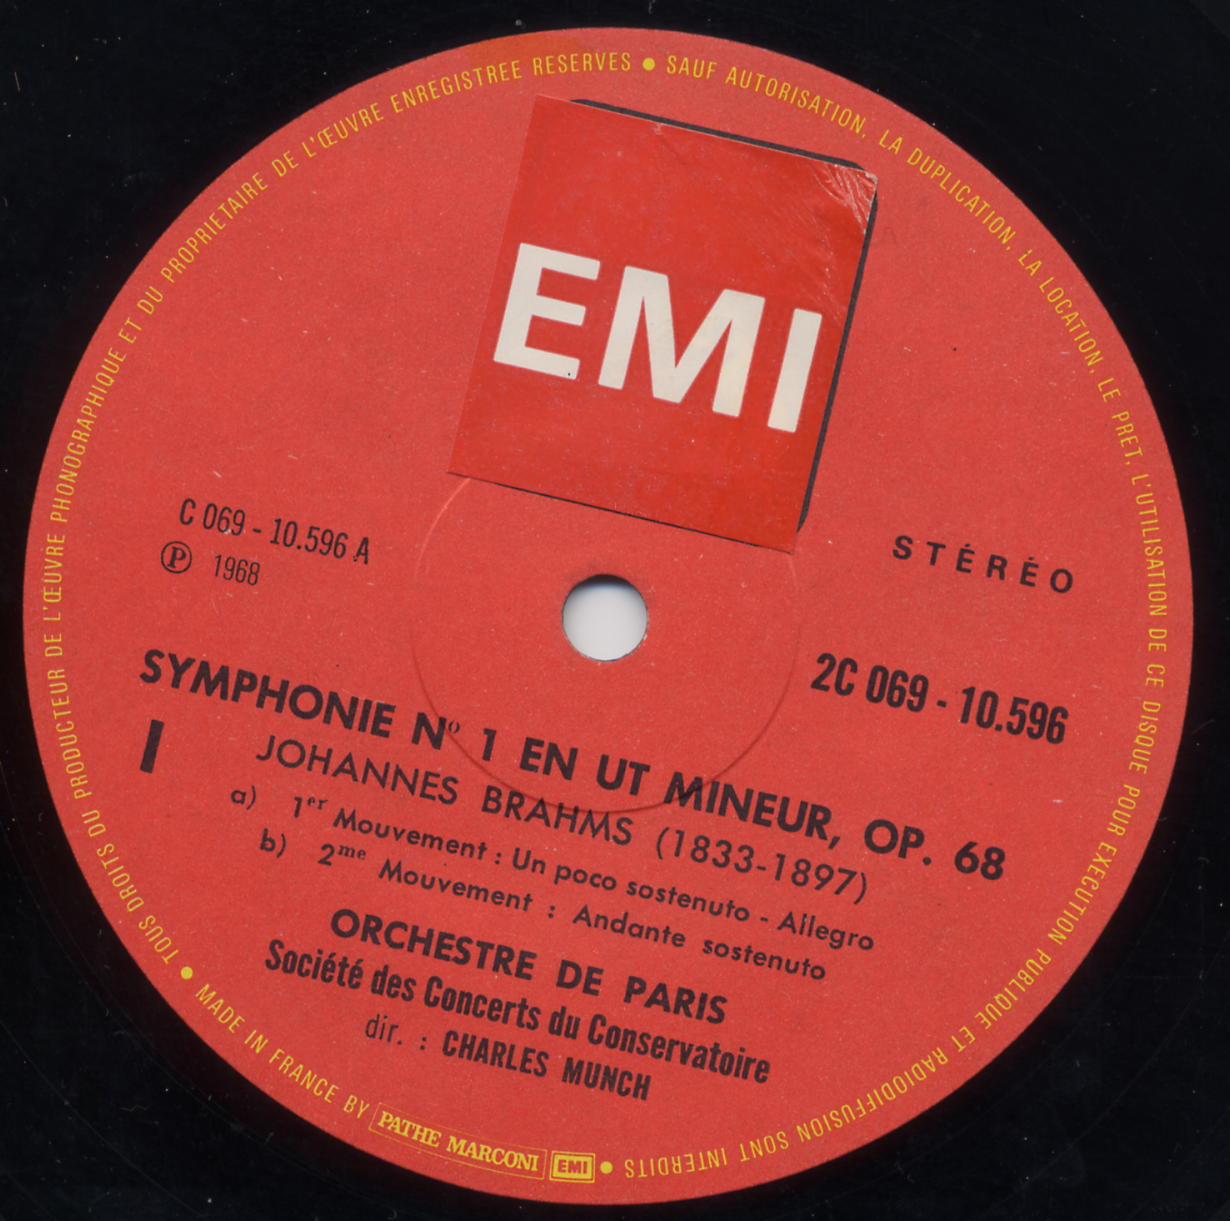 TOUS DROITS DU PRODUCTEUR DE L'ŒUVRE PHONOGRAPHIQUE ET DU PROPRIETAIRE DE L'ŒUVRE ENREGISTREE RESERVES • SAUF AUTORISATION, LA DUPLICATION, LA LOCATION, LE PRET, L'UTILISATION DE CE DISQUE POUR EXECUTION PUBLIQUE ET RADIODIFFUSION SONT INTERDITS •
EMI
C 069 - 10.596 A
℗ 1968
STÉRÉO
2C 069 - 10.596
SYMPHONIE Nº 1 EN UT MINEUR, OP. 68
I
JOHANNES BRAHMS (1833-1897)
a) 1er Mouvement : Un poco sostenuto - Allegro
b) 2me Mouvement : Andante sostenuto
ORCHESTRE DE PARIS
Société des Concerts du Conservatoire
dir. : CHARLES MUNCH
• MADE IN FRANCE BY PATHE MARCONI EMI